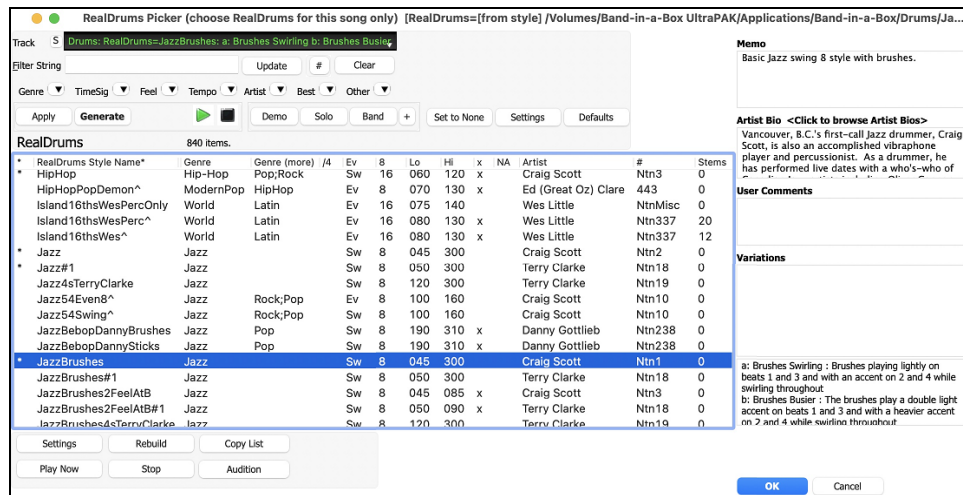 RealDrums Picker (choose RealDrums for this song only) [RealDrums=[from style] /Volumes/Band-in-a-Box UltraPAK/Applications/Band-in-a-Box/Drums/Ja...
Track S Drums: RealDrums=JazzBrushes: a: Brushes Swirling b: Brushes Busier
Filter String Update # Clear
Genre TimeSig Feel Tempo Artist Best Other
Apply Generate Demo Solo Band + Set to None Settings Defaults
RealDrums 840 items.
* RealDrums Style Name* Genre Genre (more) /4 Ev 8 Lo Hi x NA Artist # Stems
* HipHop Hip-Hop Pop;Rock Sw 16 060 120 x Craig Scott Ntn3 0
HipHopPopDemon^ ModernPop HipHop Ev 8 070 130 x Ed (Great Oz) Clare 443 0
Island16thsWesPercOnly World Latin Ev 16 075 140 Wes Little NtnMisc 0
Island16thsWesPerc^ World Latin Ev 16 080 130 x Wes Little Ntn337 20
Island16thsWes^ World Latin Ev 16 080 130 x Wes Little Ntn337 12
* Jazz Jazz Sw 8 045 300 Craig Scott Ntn2 0
* Jazz#1 Jazz Sw 8 050 300 Terry Clarke Ntn18 0
Jazz4sTerryClarke Jazz Sw 8 120 300 Terry Clarke Ntn19 0
Jazz54Even8^ Jazz Rock;Pop Ev 8 100 160 Craig Scott Ntn10 0
Jazz54Swing^ Jazz Rock;Pop Sw 8 100 160 Craig Scott Ntn10 0
JazzBebopDannyBrushes Jazz Pop Sw 8 190 310 x Danny Gottlieb Ntn238 0
JazzBebopDannySticks Jazz Pop Sw 8 190 310 x Danny Gottlieb Ntn238 0
* JazzBrushes Jazz Sw 8 045 300 Craig Scott Ntn1 0
JazzBrushes#1 Jazz Sw 8 050 300 Terry Clarke Ntn18 0
JazzBrushes2FeelAtB Jazz Sw 8 045 085 x Craig Scott Ntn3 0
JazzBrushes2FeelAtB#1 Jazz Sw 8 050 090 x Terry Clarke Ntn18 0
JazzBrushes4sTerryClarke Jazz Sw 8 120 300 Terry Clarke Ntn19 0
Settings Rebuild Copy List
Play Now Stop Audition
Memo
Basic Jazz swing 8 style with brushes.
Artist Bio <Click to browse Artist Bios>
Vancouver, B.C.'s first-call Jazz drummer, Craig
Scott, is also an accomplished vibraphone
player and percussionist. As a drummer, he
has performed live dates with a who's-who of
User Comments
Variations
a: Brushes Swirling : Brushes playing lightly on
beats 1 and 3 and with an accent on 2 and 4 while
swirling throughout
b: Brushes Busier : The brushes play a double light
accent on beats 1 and 3 and with a heavier accent
on 2 and 4 while swirling throughout
OK Cancel